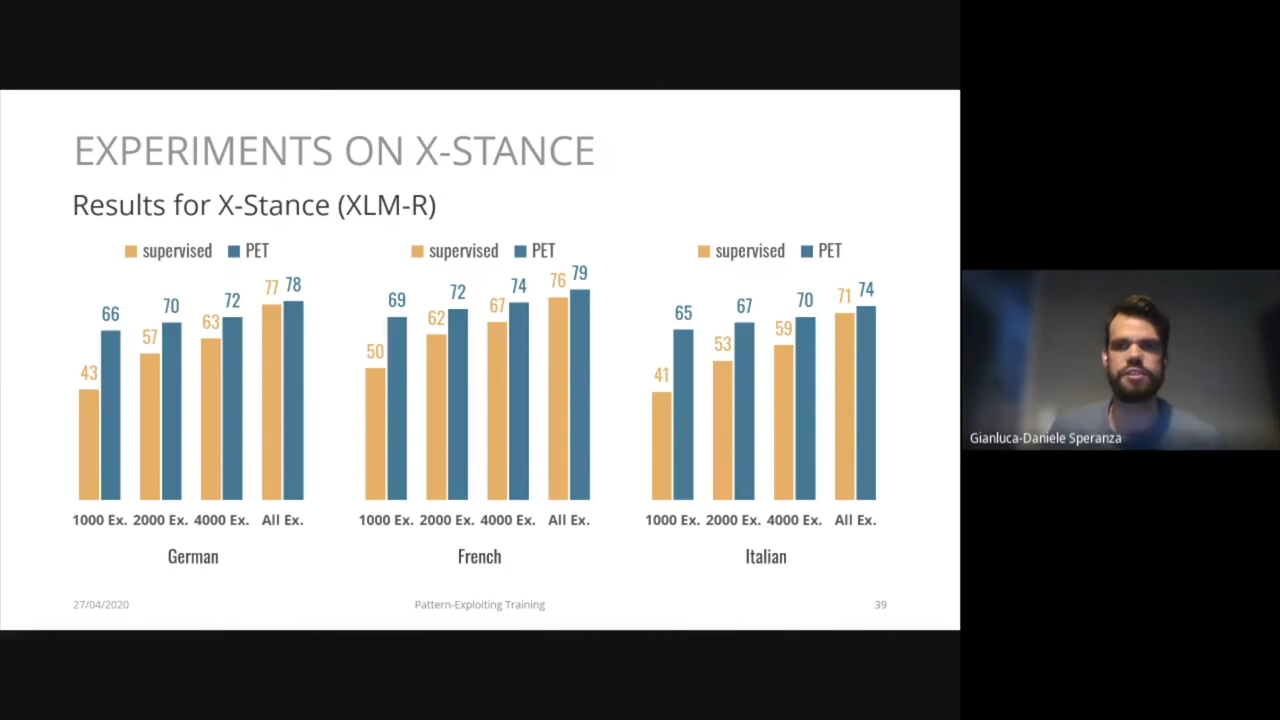 EXPERIMENTS ON X-STANCE
Results for X-Stance (XLM-R)
supervised PET
66 70 72 77 78
43 57 63
1000 Ex. 2000 Ex. 4000 Ex. All Ex.
German
supervised PET
69 72 74 76 79
50 62 67
1000 Ex. 2000 Ex. 4000 Ex. All Ex.
French
supervised PET
65 67 70 71 74
41 53 59
1000 Ex. 2000 Ex. 4000 Ex. All Ex.
Italian
27/04/2020 Pattern-Exploiting Training 39
Gianluca-Daniele Speranza